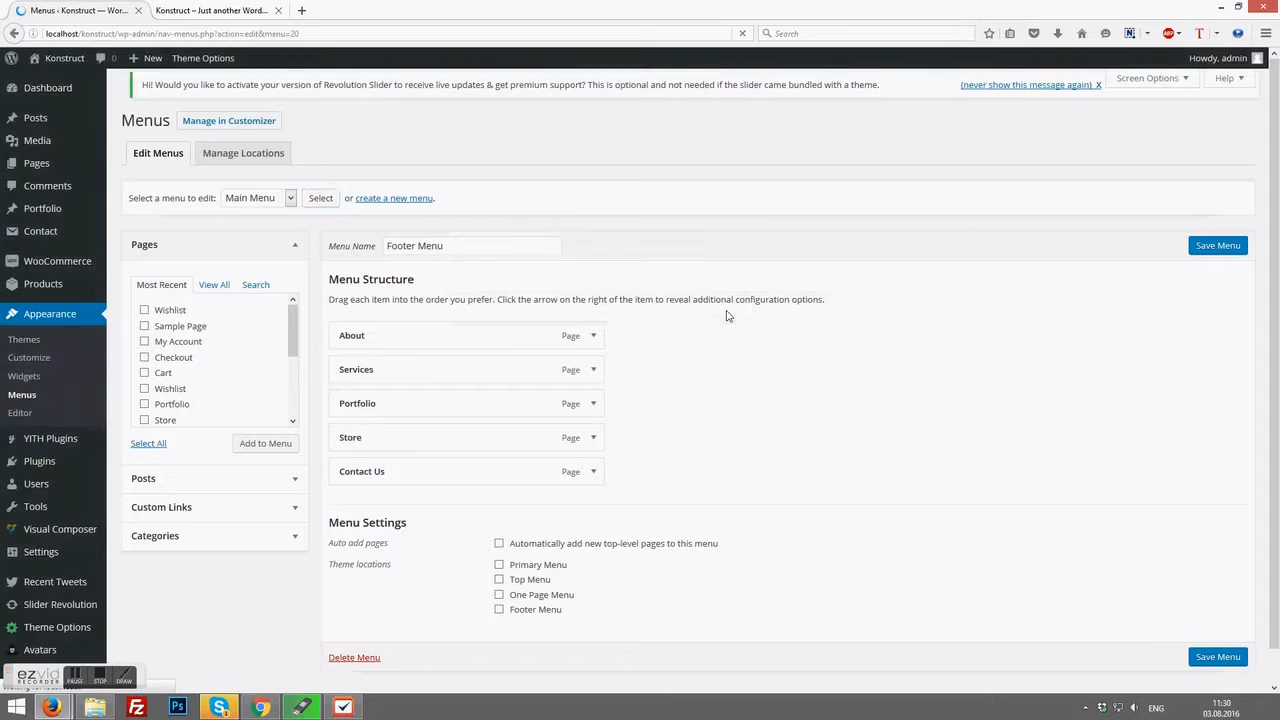 Menus ‹ Konstruct — Wor...
Konstruct – Just another Word...
localhost/konstruct/wp-admin/nav-menus.php?action=edit&menu=20
Search
Konstruct 0 New Theme Options
Howdy, admin
Dashboard
Posts
Media
Pages
Comments
Portfolio
Contact
WooCommerce
Products
Appearance
Themes
Customize
Widgets
Menus
Editor
YITH Plugins
Plugins
Users
Tools
Visual Composer
Settings
Recent Tweets
Slider Revolution
Theme Options
Avatars
Hi! Would you like to activate your version of Revolution Slider to receive live updates & get premium support? This is optional and not needed if the slider came bundled with a theme.
(never show this message again) X
Screen Options
Help
Menus
Manage in Customizer
Edit Menus
Manage Locations
Select a menu to edit: Main Menu Select or create a new menu.
Pages
Most Recent View All Search
Wishlist
Sample Page
My Account
Checkout
Cart
Wishlist
Portfolio
Store
Select All
Add to Menu
Posts
Custom Links
Categories
Menu Name Footer Menu
Save Menu
Menu Structure
Drag each item into the order you prefer. Click the arrow on the right of the item to reveal additional configuration options.
About Page
Services Page
Portfolio Page
Store Page
Contact Us Page
Menu Settings
Auto add pages
Automatically add new top-level pages to this menu
Theme locations
Primary Menu
Top Menu
One Page Menu
Footer Menu
Delete Menu
Save Menu
ezvid
RECORDER
PAUSE STOP DRAW
ENG
11:30
03.08.2016